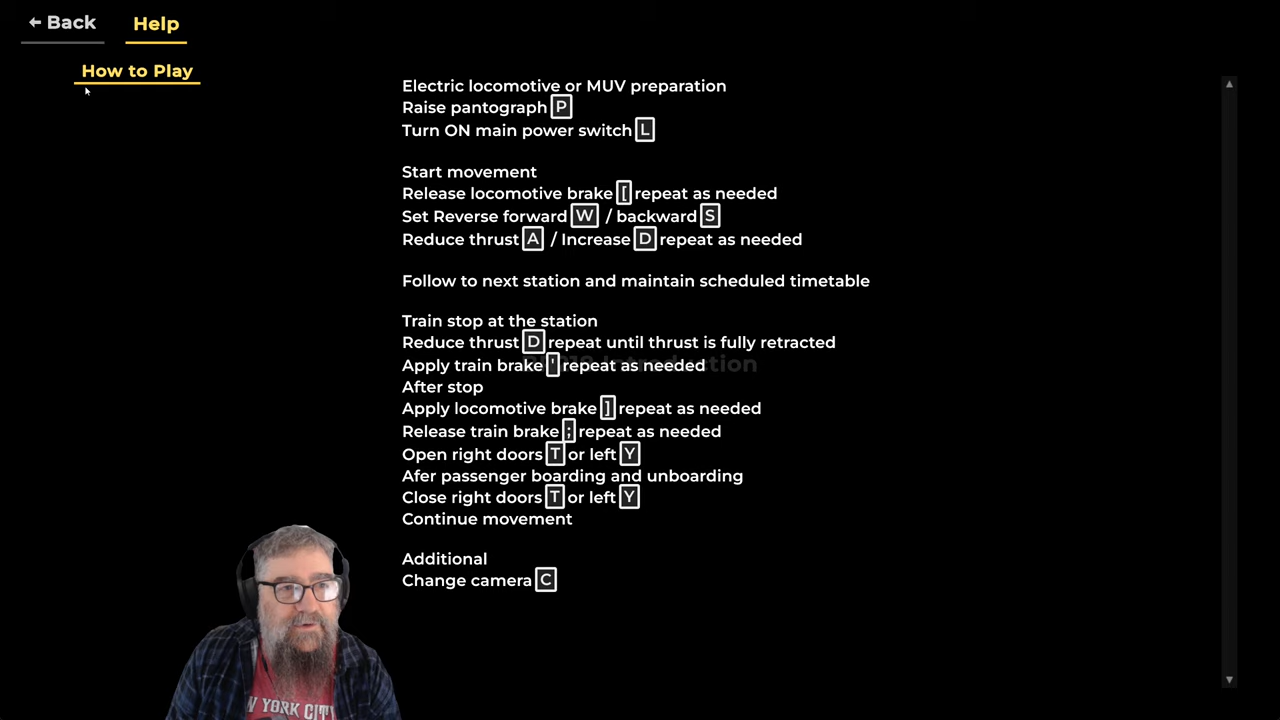 ← Back
Help
How to Play
Electric locomotive or MUV preparation
Raise pantograph P
Turn ON main power switch L
Start movement
Release locomotive brake [ repeat as needed
Set Reverse forward W / backward S
Reduce thrust A / Increase D repeat as needed
Follow to next station and maintain scheduled timetable
Train stop at the station
Reduce thrust D repeat until thrust is fully retracted
Apply train brake ' repeat as needed
After stop
Apply locomotive brake ] repeat as needed
Release train brake ; repeat as needed
Open right doors T or left Y
Afer passenger boarding and unboarding
Close right doors T or left Y
Continue movement
Additional
Change camera C
W YORK CITY